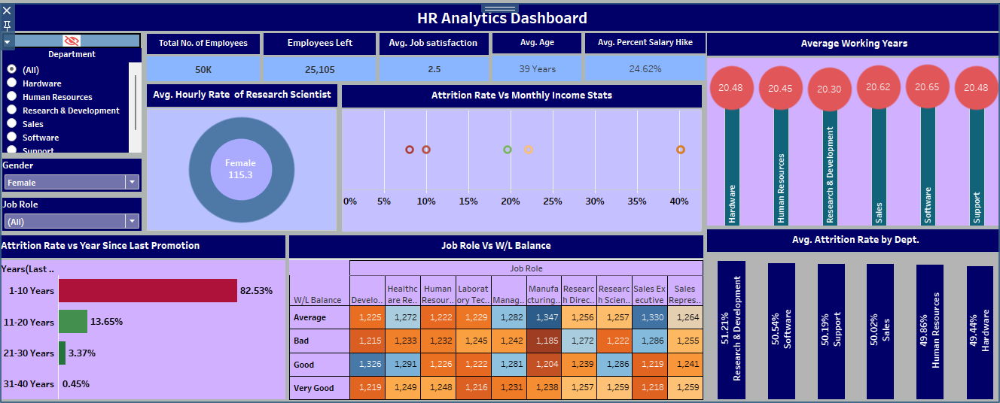 HR Analytics Dashboard
Department
(All)
Hardware
Human Resources
Research & Development
Sales
Software
Support
Gender
Female
Job Role
(All)
Total No. of Employees
50K
Employees Left
25,105
Avg. Job satisfaction
2.5
Avg. Age
39 Years
Avg. Percent Salary Hike
24.62%
Avg. Hourly Rate of Research Scientist
Female
115.3
Attrition Rate Vs Monthly Income Stats
0% 5% 10% 15% 20% 25% 30% 35% 40%
Average Working Years
20.48 20.45 20.30 20.62 20.65 20.48
Hardware
Human Resources
Research & Development
Sales
Software
Support
Attrition Rate vs Year Since Last Promotion
Years(Last ..
1-10 Years 82.53%
11-20 Years 13.65%
21-30 Years 3.37%
31-40 Years 0.45%
Job Role Vs W/L Balance
Job Role
W/L Balance
Develo..
Healthc
are Re..
Human
Resour..
Laborat
ory Tec..
Manag..
Manufa
cturing..
Researc
h Direc..
Researc
h Scien..
Sales Ex
ecutive
Sales
Repres..
Average 1,225 1,272 1,222 1,229 1,282 1,347 1,256 1,257 1,330 1,264
Bad 1,215 1,233 1,232 1,245 1,242 1,185 1,272 1,222 1,286 1,255
Good 1,326 1,291 1,226 1,222 1,281 1,204 1,239 1,286 1,219 1,241
Very Good 1,219 1,249 1,248 1,216 1,231 1,238 1,257 1,259 1,218 1,259
Avg. Attrition Rate by Dept.
51.21%
Research & Development
50.54%
Software
50.19%
Support
50.02%
Sales
49.86%
Human Resources
49.44%
Hardware